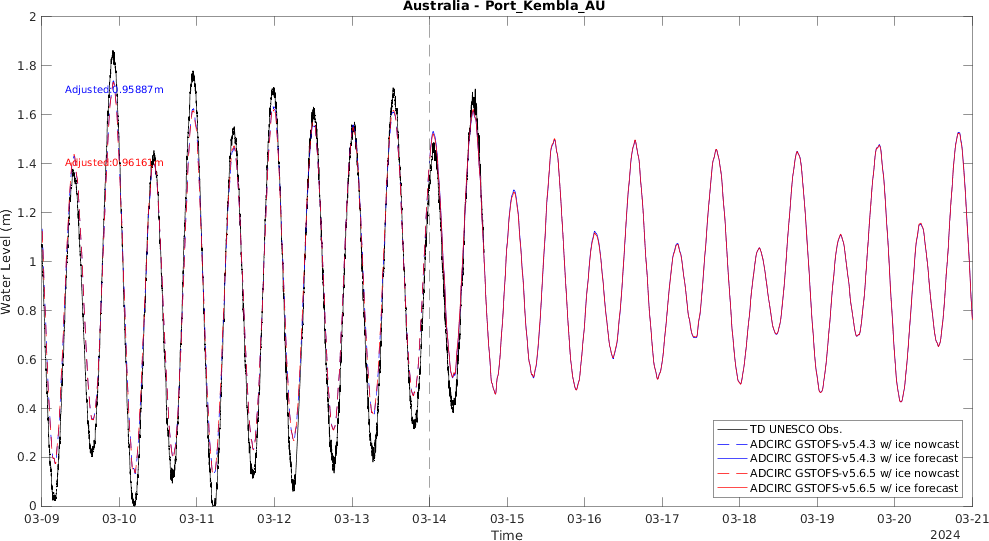 Australia - Port_Kembla_AU
2
1.8
1.6
1.4
1.2
1
0.8
0.6
0.4
0.2
0
Water Level (m)
Adjusted:0.95887m
Adjusted:0.96161m
TD UNESCO Obs.
ADCIRC GSTOFS-v5.4.3 w/ ice nowcast
ADCIRC GSTOFS-v5.4.3 w/ ice forecast
ADCIRC GSTOFS-v5.6.5 w/ ice nowcast
ADCIRC GSTOFS-v5.6.5 w/ ice forecast
03-09 03-10 03-11 03-12 03-13 03-14 03-15 03-16 03-17 03-18 03-19 03-20 03-21
Time
2024